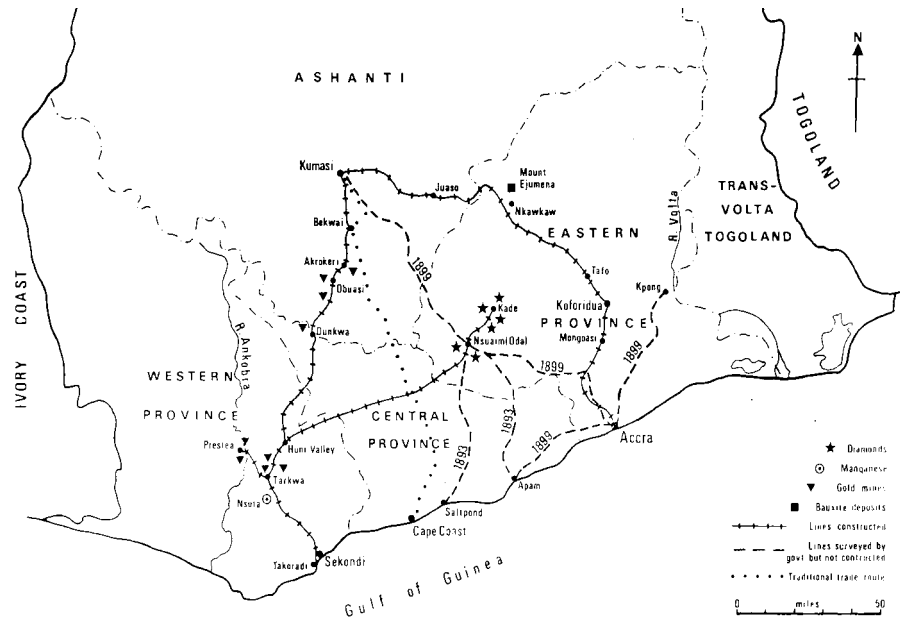 N
ASHANTI
TOGOLAND
Kumasi
Juaso
Mount
Ejumena
Nkawkaw
TRANS-
VOLTA
TOGOLAND
R. Volta
Bekwai
EASTERN
Akrokeri
Obuasi
1899
Tafo
Kpong
Kade
Koforidua
PROVINCE
Dunkwa
Nsuaim(Oda)
Mongoasi
IVORY COAST
R. Ankobra
1899
1899
WESTERN
PROVINCE
CENTRAL
PROVINCE
1893
1893
1899
Accra
Prestea
Huni Valley
Tarkwa
Nsuta
Apam
Saltpond
Cape Coast
Sekondi
Takoradi
Gulf of Guinea
Diamonds
Manganese
Gold mines
Bauxite deposits
Lines constructed
Lines surveyed by
govt. but not contracted
Traditional trade route
0 miles 50